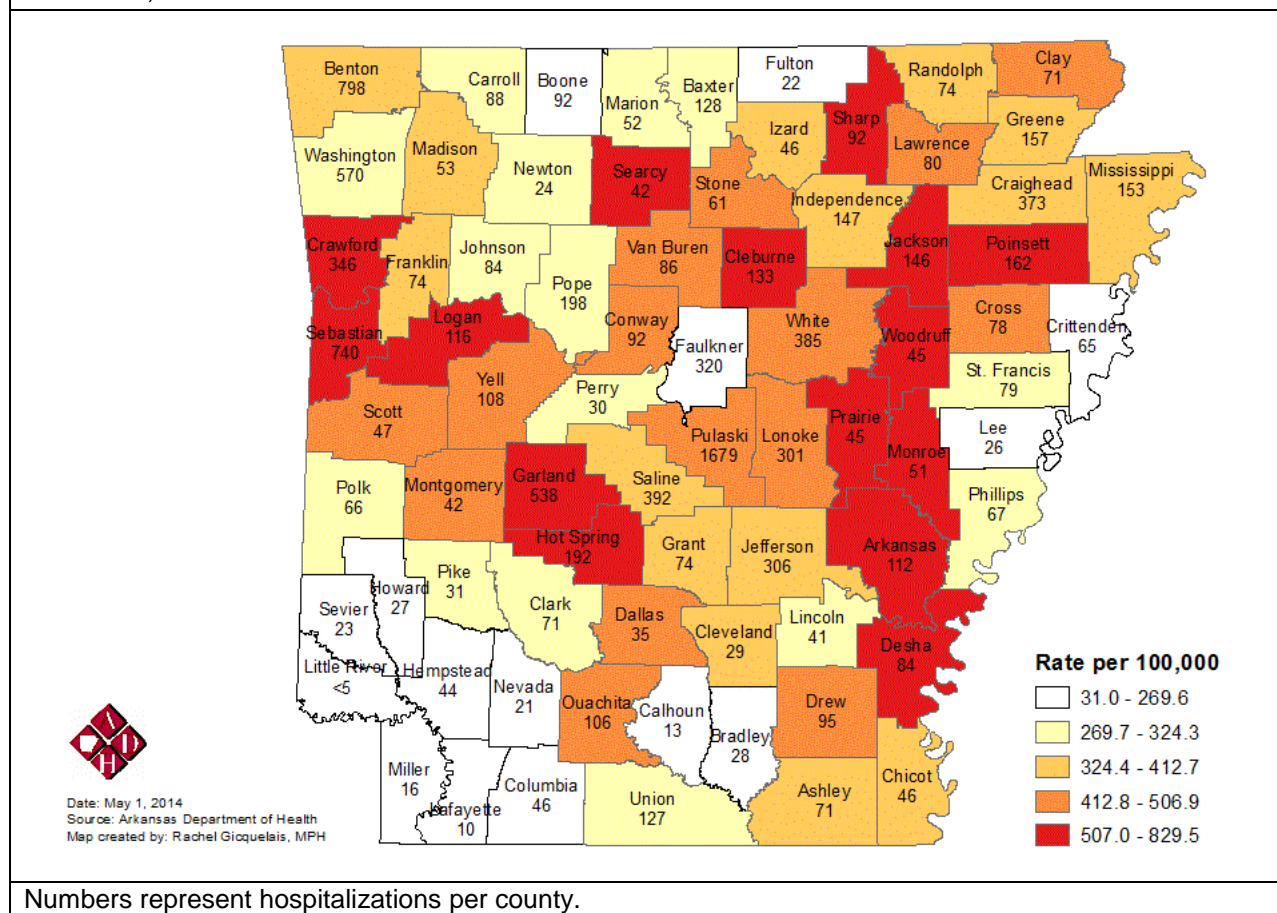 Benton
798
Carroll
88
Boone
92
Marion
52
Baxter
128
Fulton
22
Sharp
92
Randolph
74
Clay
71
Greene
157
Lawrence
80
Izard
46
Washington
570
Madison
53
Newton
24
Searcy
42
Stone
61
Independence
147
Craighead
373
Mississippi
153
Crawford
346
Franklin
74
Johnson
84
Pope
198
Van Buren
86
Cleburne
133
Jackson
146
Poinsett
162
Sebastian
740
Logan
116
Conway
92
Faulkner
320
White
385
Woodruff
45
Cross
78
Crittenden
65
St. Francis
79
Scott
47
Yell
108
Perry
30
Pulaski
1679
Lonoke
301
Prairie
45
Monroe
51
Lee
26
Phillips
67
Polk
66
Montgomery
42
Garland
538
Saline
392
Hot Spring
192
Grant
74
Jefferson
306
Arkansas
112
Sevier
23
Howard
27
Pike
31
Clark
71
Dallas
35
Cleveland
29
Lincoln
41
Desha
84
Little River
<5
Hempstead
44
Nevada
21
Ouachita
106
Calhoun
13
Bradley
28
Drew
95
Miller
16
Lafayette
10
Columbia
46
Union
127
Ashley
71
Chicot
46
Rate per 100,000
31.0 - 269.6
269.7 - 324.3
324.4 - 412.7
412.8 - 506.9
507.0 - 829.5
A
D
H
Date: May 1, 2014
Source: Arkansas Department of Health
Map created by: Rachel Gicquelais, MPH
Numbers represent hospitalizations per county.